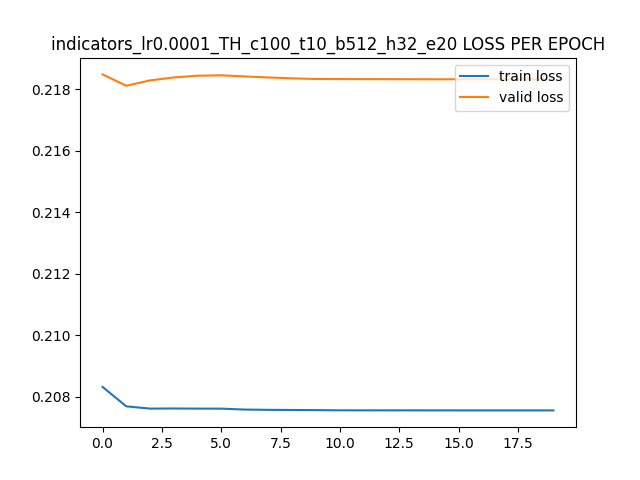 indicators_lr0.0001_TH_c100_t10_b512_h32_e20 LOSS PER EPOCH
train loss
valid loss
0.218
0.216
0.214
0.212
0.210
0.208
0.0 2.5 5.0 7.5 10.0 12.5 15.0 17.5